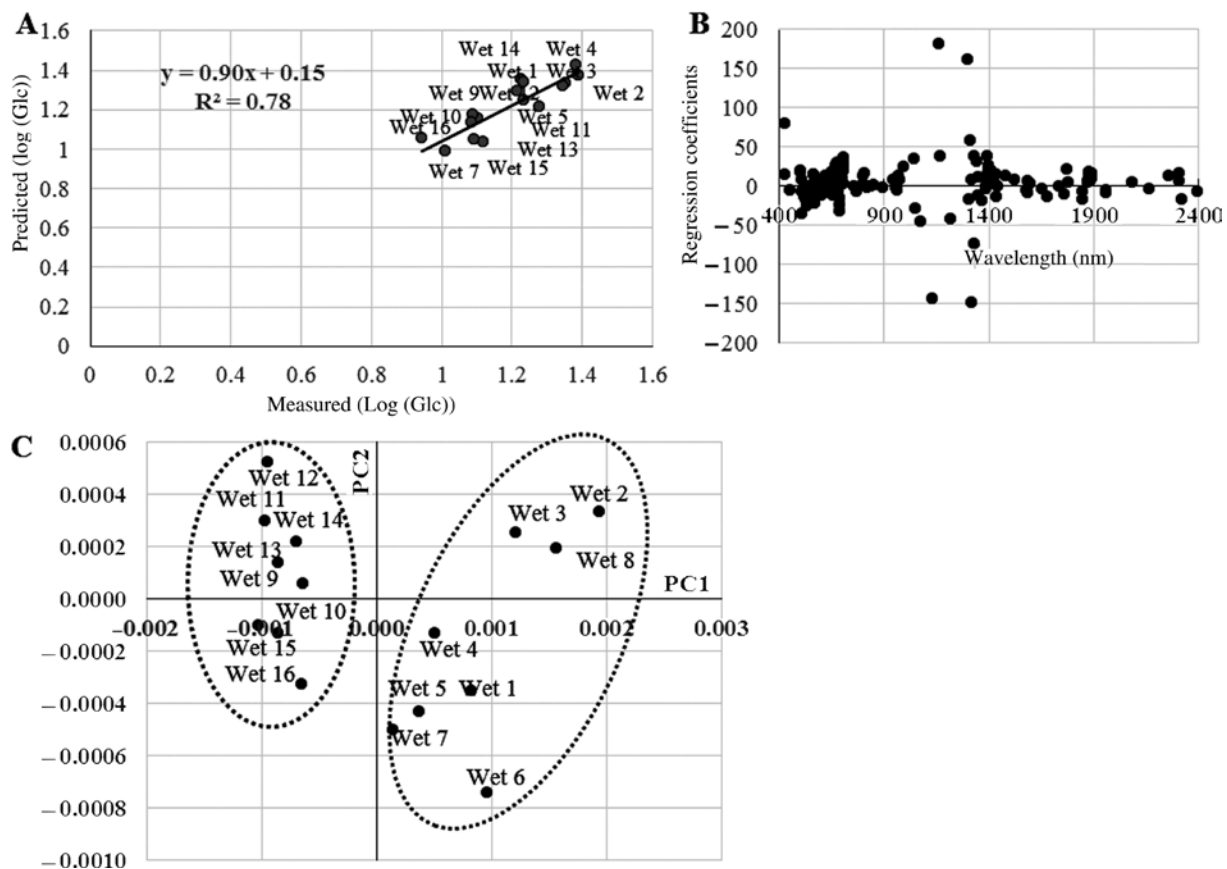 A
1.6
1.4
1.2
1
0.8
0.6
0.4
0.2
0
Predicted (log (Glc))
y = 0.90x + 0.15
R² = 0.78
Wet 14
Wet 4
Wet 1
Wet 3
Wet 9
Wet 2
Wet 10
Wet 5
Wet 16
Wet 11
Wet 13
Wet 7
Wet 15
0 0.2 0.4 0.6 0.8 1 1.2 1.4 1.6
Measured (Log (Glc))
B
200
150
100
50
0
−50
−100
−150
−200
Regression coefficients
400 900 1400 1900 2400
Wavelength (nm)
C
0.0006
0.0004
0.0002
0.0000
−0.0002
−0.0004
−0.0006
−0.0008
−0.0010
PC2
PC1
−0.002 −0.001 0.000 0.001 0.002 0.003
Wet 12
Wet 11
Wet 14
Wet 13
Wet 9
Wet 10
Wet 15
Wet 16
Wet 2
Wet 3
Wet 8
Wet 4
Wet 5
Wet 1
Wet 7
Wet 6